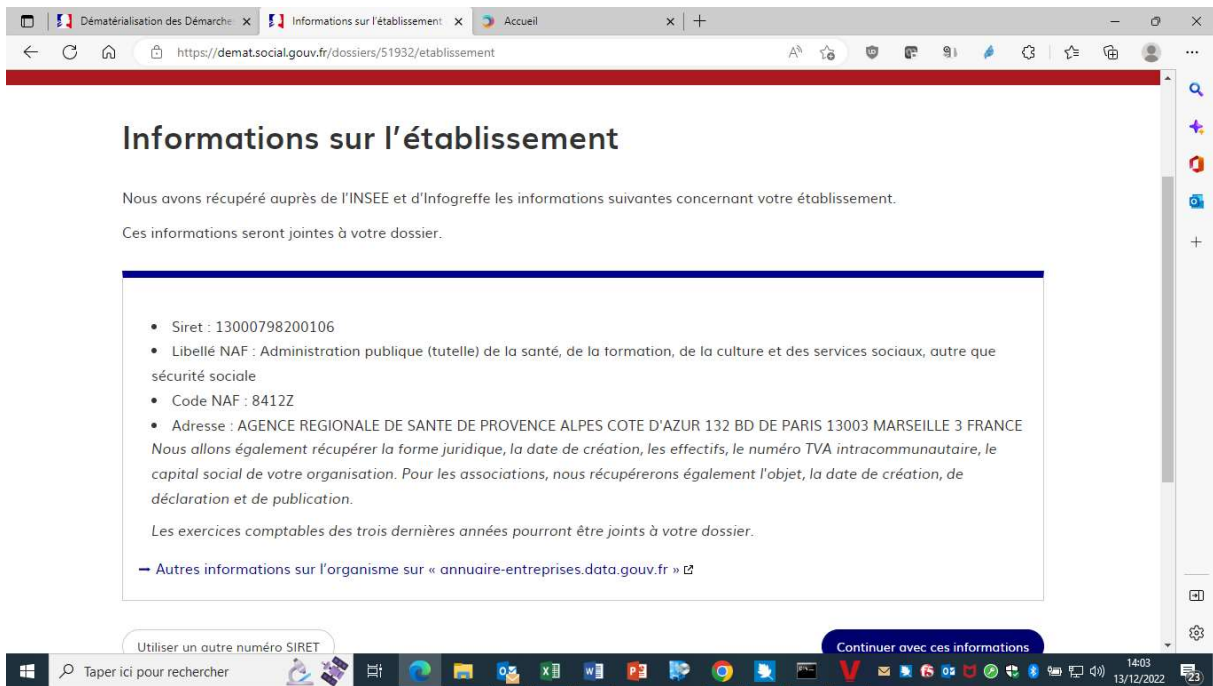 Dématérialisation des Démarche
Informations sur l'établissement
Accueil
https://demat.social.gouv.fr/dossiers/51932/etablissement
Informations sur l'établissement
Nous avons récupéré auprès de l'INSEE et d'Infogreffe les informations suivantes concernant votre établissement.
Ces informations seront jointes à votre dossier.
• Siret : 13000798200106
• Libellé NAF : Administration publique (tutelle) de la santé, de la formation, de la culture et des services sociaux, autre que
sécurité sociale
• Code NAF : 8412Z
• Adresse : AGENCE REGIONALE DE SANTE DE PROVENCE ALPES COTE D'AZUR 132 BD DE PARIS 13003 MARSEILLE 3 FRANCE
Nous allons également récupérer la forme juridique, la date de création, les effectifs, le numéro TVA intracommunautaire, le
capital social de votre organisation. Pour les associations, nous récupérerons également l'objet, la date de création, de
déclaration et de publication.
Les exercices comptables des trois dernières années pourront être joints à votre dossier.
→ Autres informations sur l'organisme sur « annuaire-entreprises.data.gouv.fr »
Utiliser un autre numéro SIRET
Continuer avec ces informations
Taper ici pour rechercher
14:03
13/12/2022
23